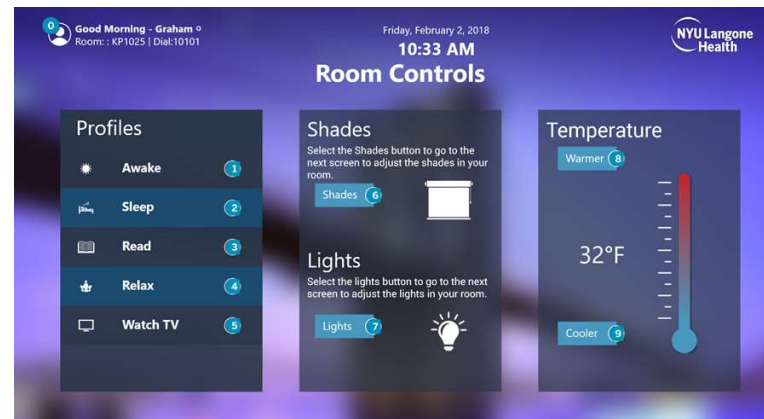 0
Good Morning - Graham
Room: : KP1025 | Dial:10101
Friday, February 2, 2018
10:33 AM
Room Controls
NYU Langone
Health
Profiles
Awake 1
Sleep 2
Read 3
Relax 4
Watch TV 5
Shades
Select the Shades button to go to the
next screen to adjust the shades in your
room.
Shades 6
Lights
Select the lights button to go to the next
screen to adjust the lights in your room.
Lights 7
Temperature
Warmer 8
32°F
Cooler 9